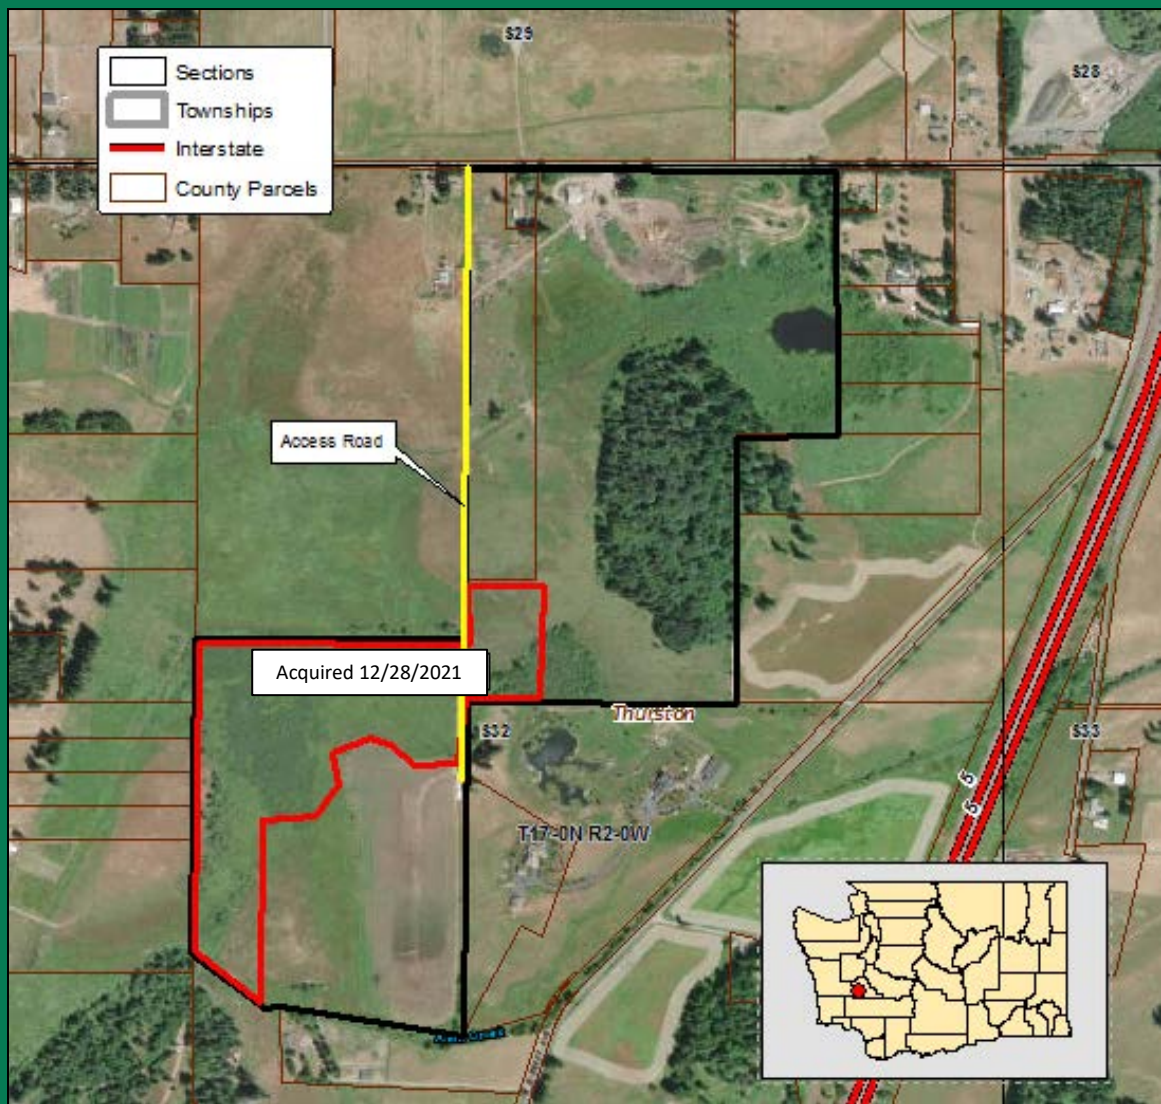 S29
S28
Sections
Townships
Interstate
County Parcels
Access Road
Acquired 12/28/2021
Thurston
S32
S33
5
5
T17-0N R2-0W